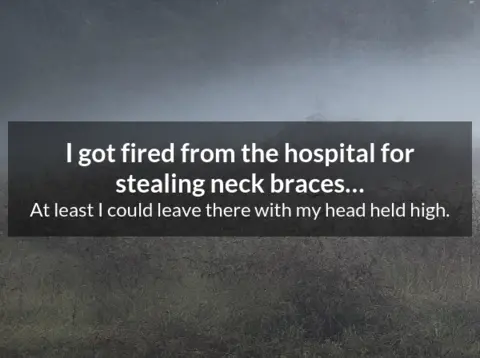 I got fired from the hospital for
stealing neck braces...
At least I could leave there with my head held high.